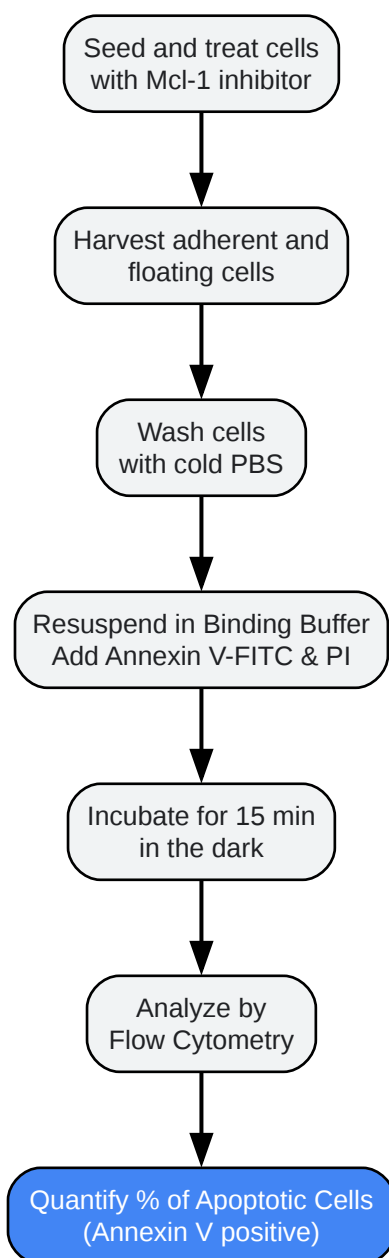 Seed and treat cells
with Mcl-1 inhibitor
Harvest adherent and
floating cells
Wash cells
with cold PBS
Resuspend in Binding Buffer
Add Annexin V-FITC & PI
Incubate for 15 min
in the dark
Analyze by
Flow Cytometry
Quantify % of Apoptotic Cells
(Annexin V positive)